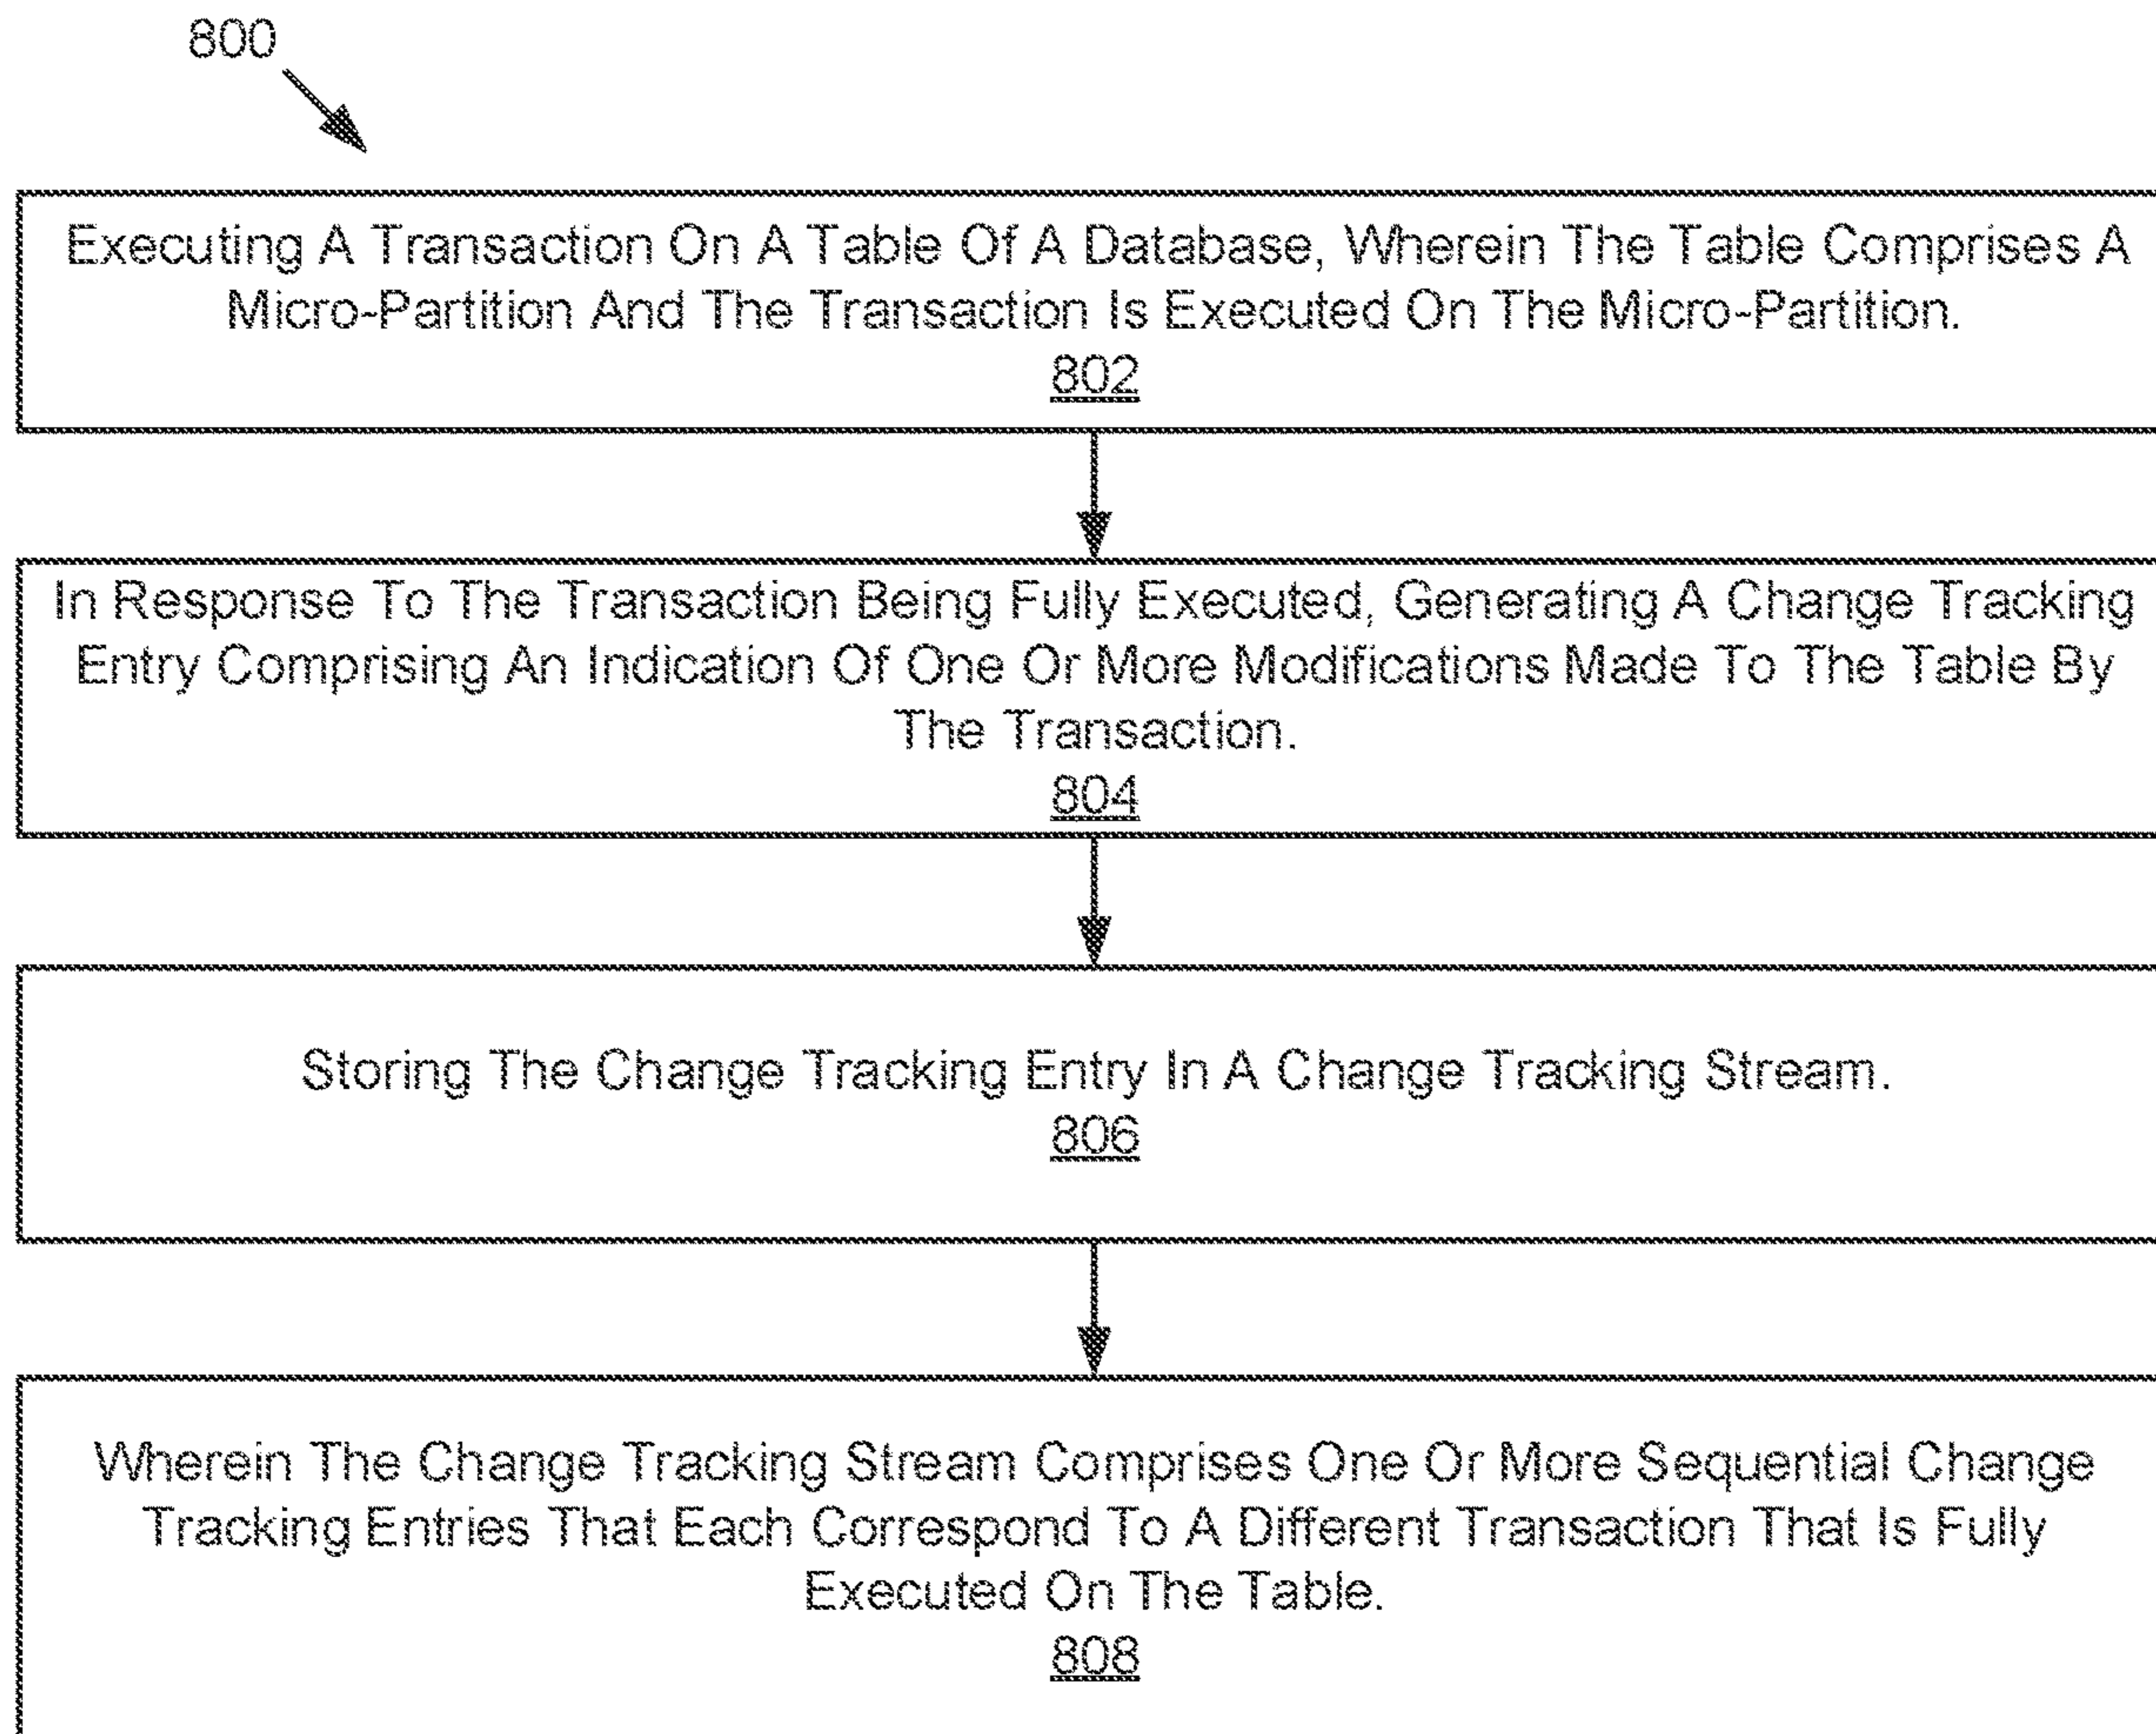 800
Executing A Transaction On A Table Of A Database, Wherein The Table Comprises A
Micro-Partition And The Transaction Is Executed On The Micro-Partition.
802
In Response To The Transaction Being Fully Executed, Generating A Change Tracking
Entry Comprising An Indication Of One Or More Modifications Made To The Table By
The Transaction.
804
Storing The Change Tracking Entry In A Change Tracking Stream.
806
Wherein The Change Tracking Stream Comprises One Or More Sequential Change
Tracking Entries That Each Correspond To A Different Transaction That Is Fully
Executed On The Table.
808